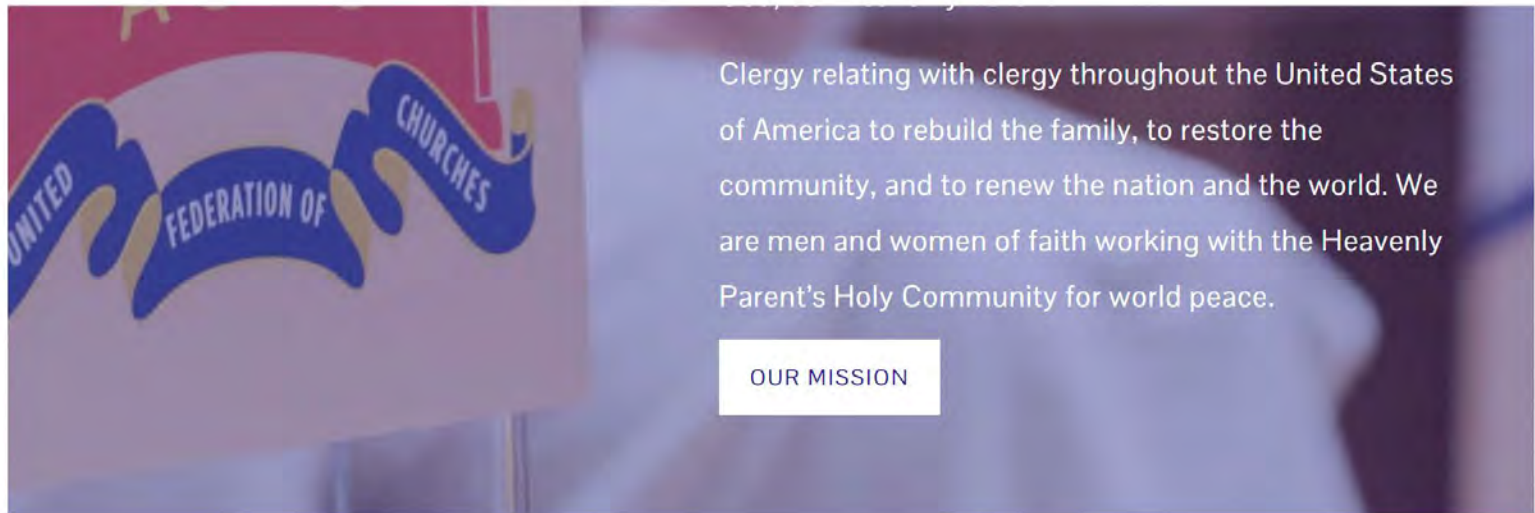 UNITED
FEDERATION OF
CHURCHES
Clergy relating with clergy throughout the United States
of America to rebuild the family, to restore the
community, and to renew the nation and the world. We
are men and women of faith working with the Heavenly
Parent's Holy Community for world peace.
OUR MISSION